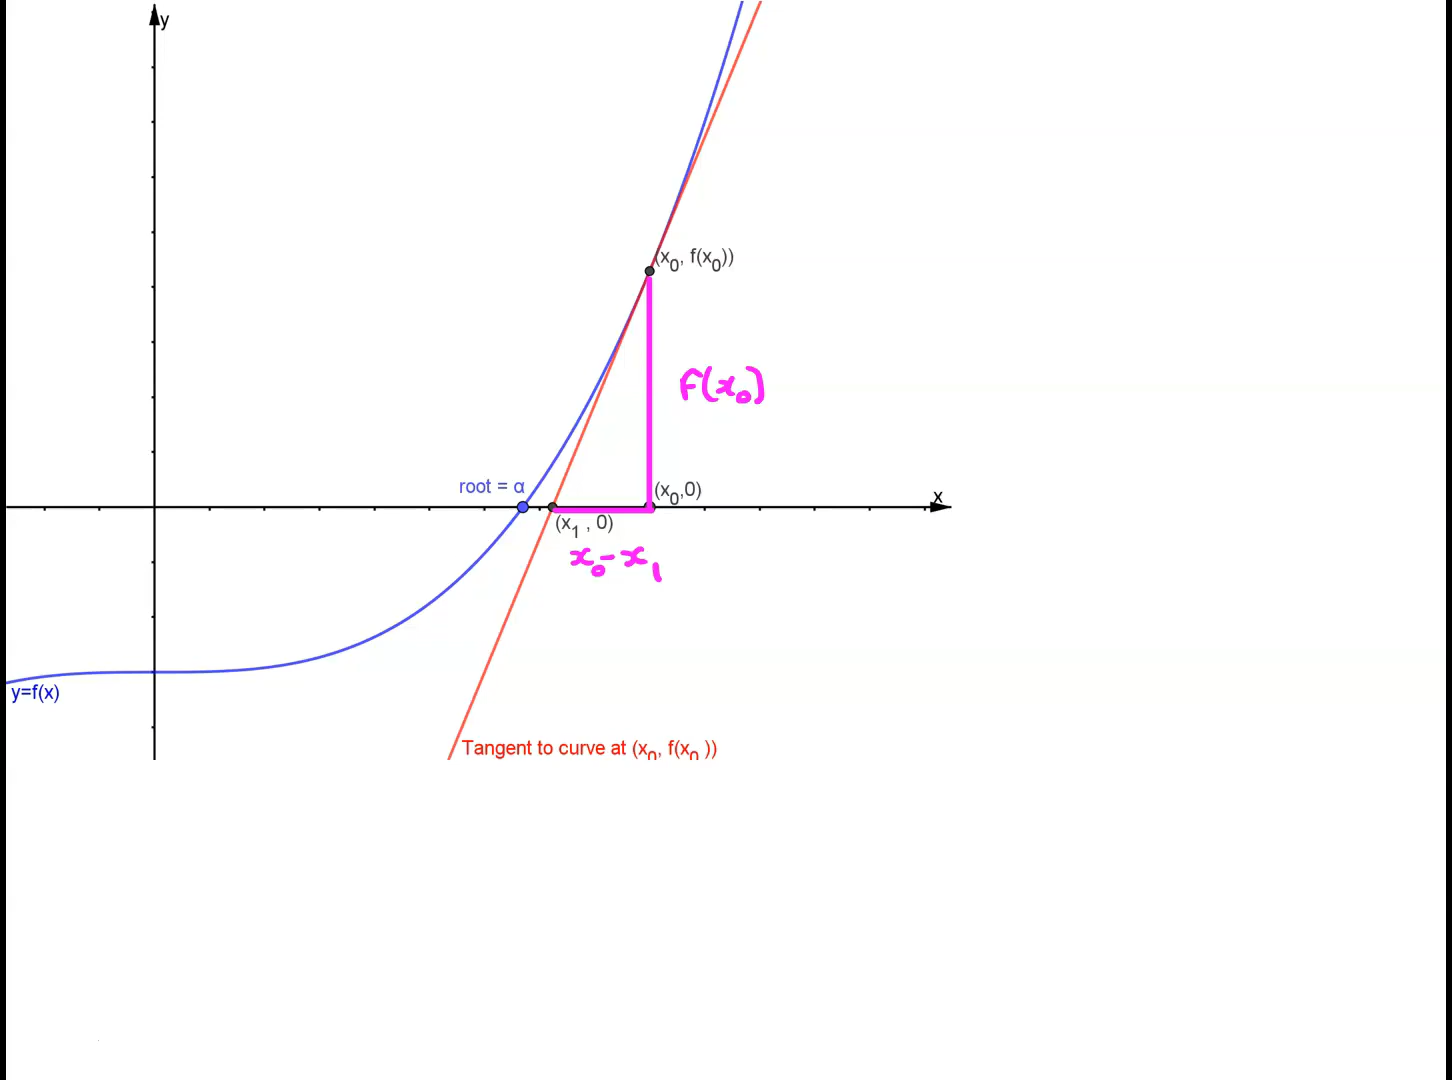 y
(x₀, f(x₀))
f(x₀)
root = α
(x₀,0)
x
(x₁ , 0)
x₀-x₁
y=f(x)
Tangent to curve at (x₀, f(x₀ ))